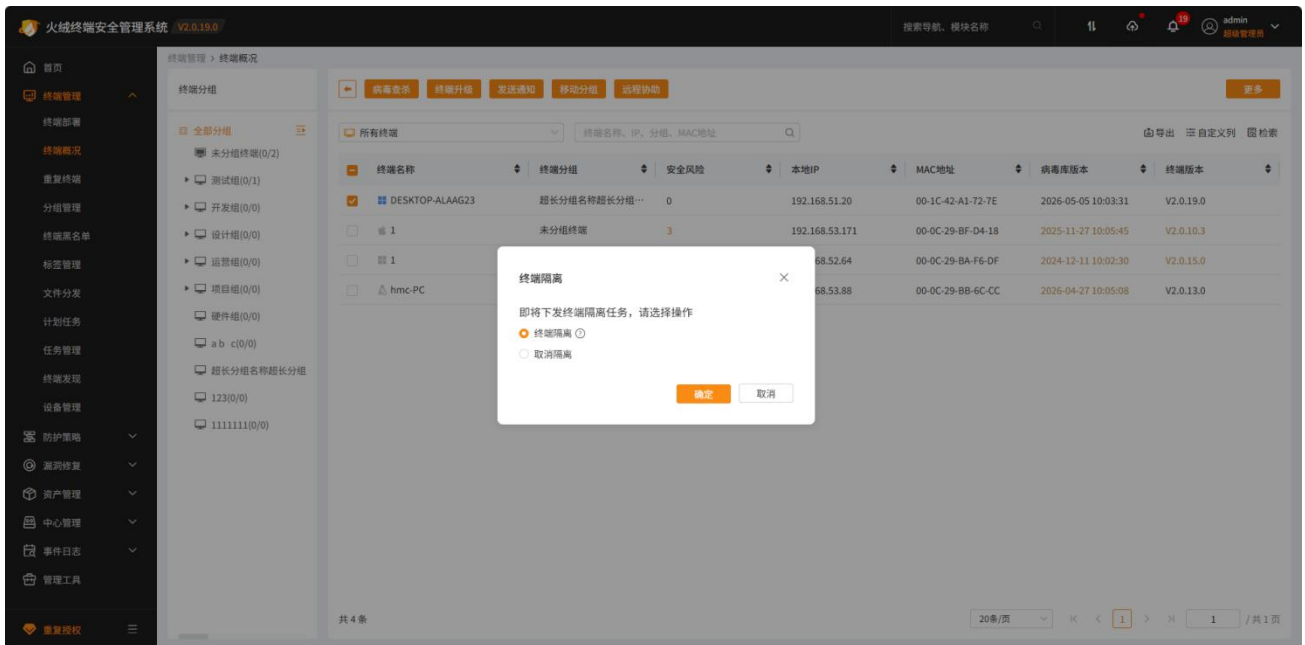 火绒终端安全管理系统 V2.0.19.0
搜索导航、模块名称
19
admin
超级管理员
首页
终端管理
终端部署
终端概况
重复终端
分组管理
终端黑名单
标签管理
文件分发
计划任务
任务管理
终端发现
设备管理
防护策略
漏洞修复
资产管理
中心管理
事件日志
管理工具
重复授权
终端管理 > 终端概况
终端分组
全部分组
未分组终端(0/2)
测试组(0/1)
开发组(0/0)
设计组(0/0)
运营组(0/0)
项目组(0/0)
硬件组(0/0)
a b c(0/0)
超长分组名称超长分组
123(0/0)
1111111(0/0)
病毒查杀 终端升级 发送通知 移动分组 远程协助 更多
所有终端 终端名称、IP、分组、MAC地址 导出 自定义列 检索
终端名称 终端分组 安全风险 本地IP MAC地址 病毒库版本 终端版本
DESKTOP-ALAAG23 超长分组名称超长分组… 0 192.168.51.20 00-1C-42-A1-72-7E 2026-05-05 10:03:31 V2.0.19.0
1 未分组终端 3 192.168.53.171 00-0C-29-BF-D4-18 2025-11-27 10:05:45 V2.0.10.3
1 68.52.64 00-0C-29-BA-F6-DF 2024-12-11 10:02:30 V2.0.15.0
hmc-PC 68.53.88 00-0C-29-BB-6C-CC 2026-04-27 10:05:08 V2.0.13.0
终端隔离
即将下发终端隔离任务，请选择操作
终端隔离
取消隔离
确定 取消
共 4 条 20条/页 1 1 / 共 1 页